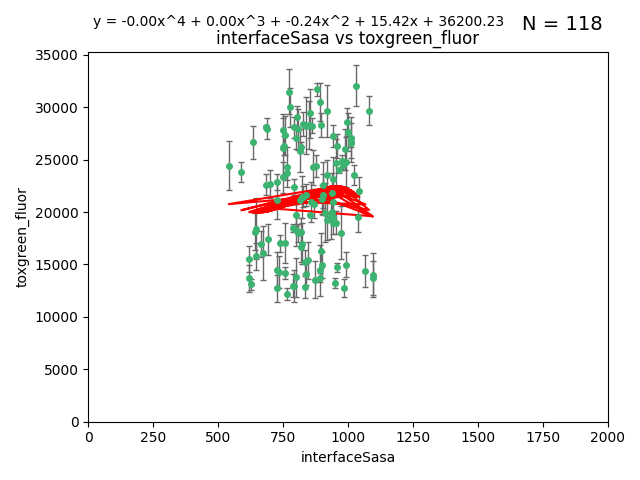 y = -0.00x^4 + 0.00x^3 + -0.24x^2 + 15.42x + 36200.23 N = 118
interfaceSasa vs toxgreen_fluor
35000
30000
25000
20000
15000
10000
5000
0
toxgreen_fluor
0 250 500 750 1000 1250 1500 1750 2000
interfaceSasa